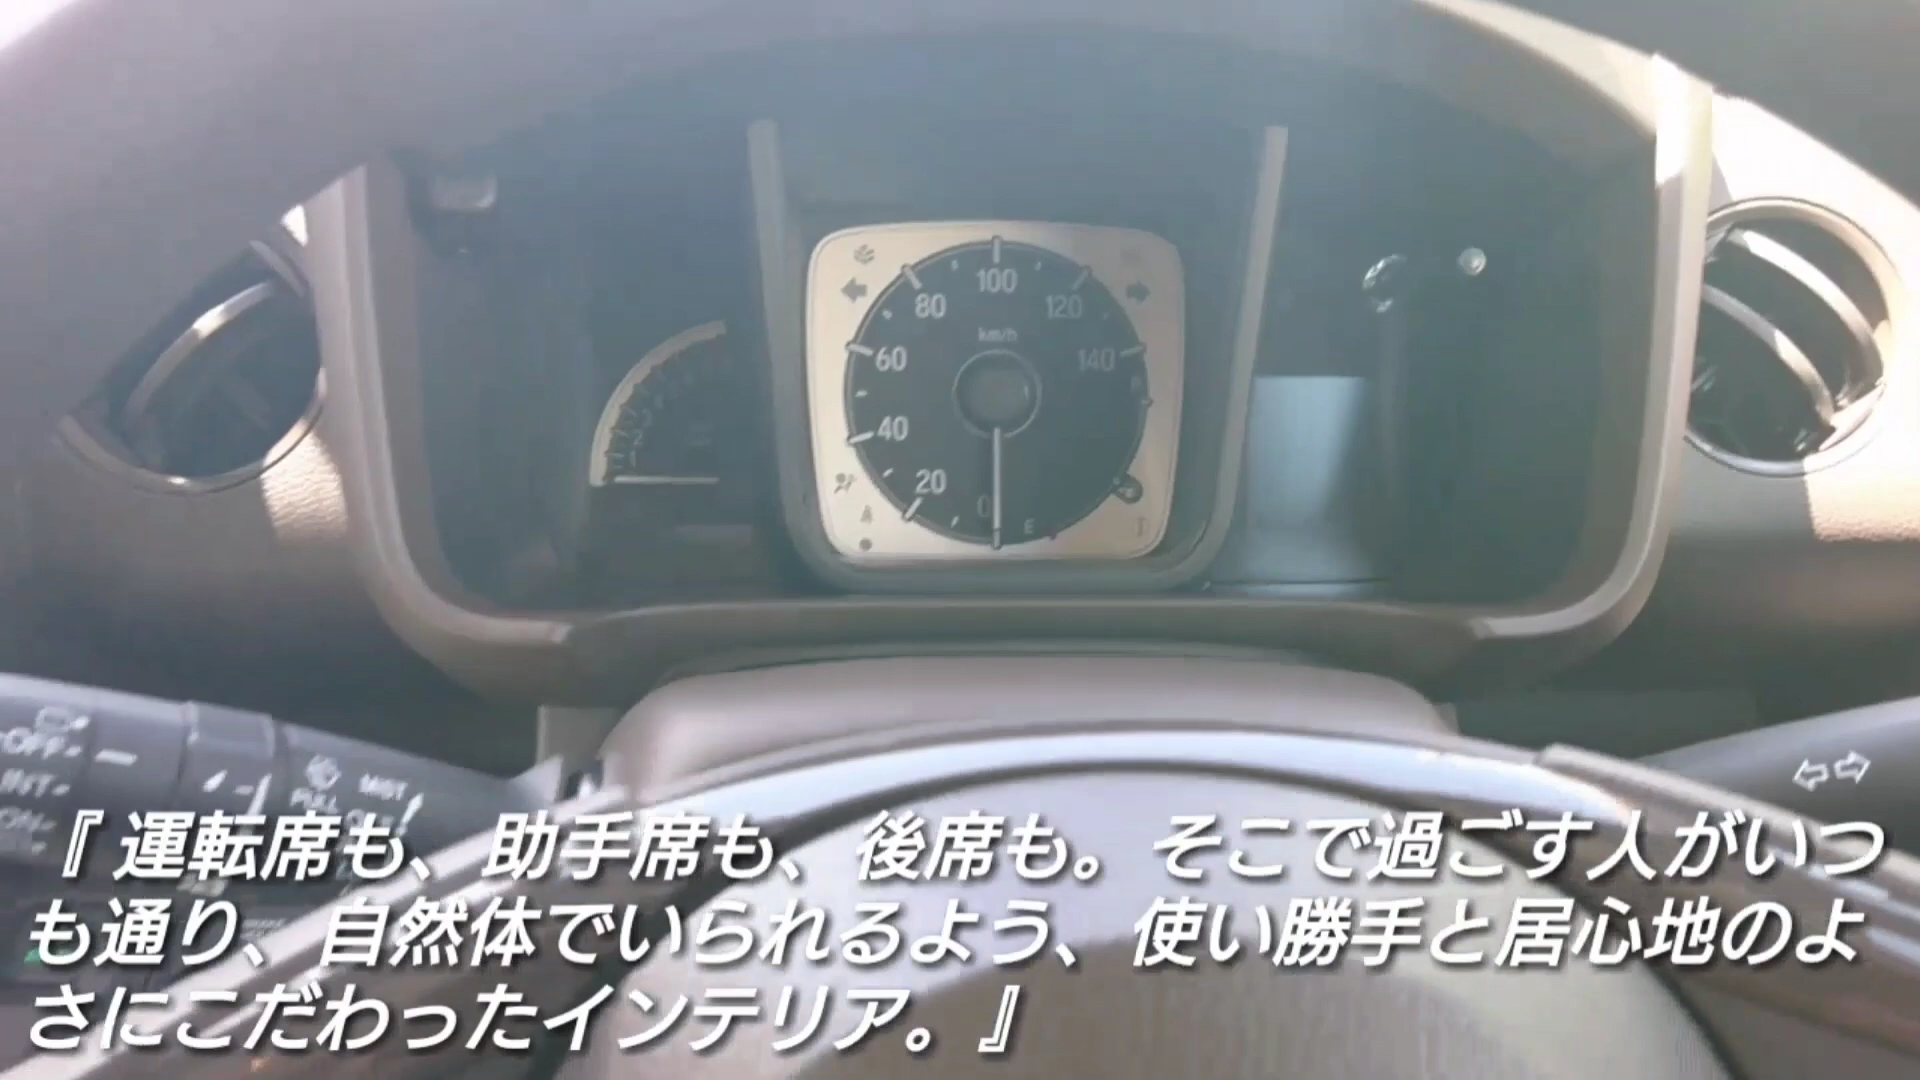 100
80
120
km/h
60
140
40
20
0
E
OFF
INT
MIST
PULL
『運転席も、助手席も、後席も。そこで過ごす人がいつ
も通り、自然体でいられるよう、使い勝手と居心地のよ
さにこだわったインテリア。』